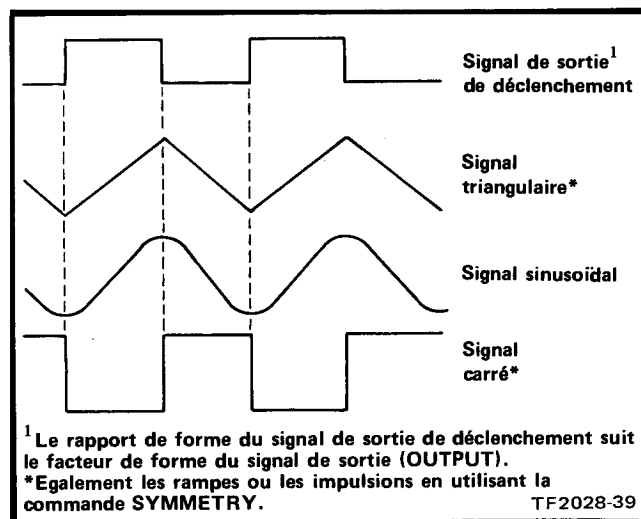 Signal de sortie¹
de déclenchement
Signal
triangulaire*
Signal sinusoïdal
Signal
carré*
¹Le rapport de forme du signal de sortie de déclenchement suit
le facteur de forme du signal de sortie (OUTPUT).
*Egalement les rampes ou les impulsions en utilisant la
commande SYMMETRY.
TF2028-39